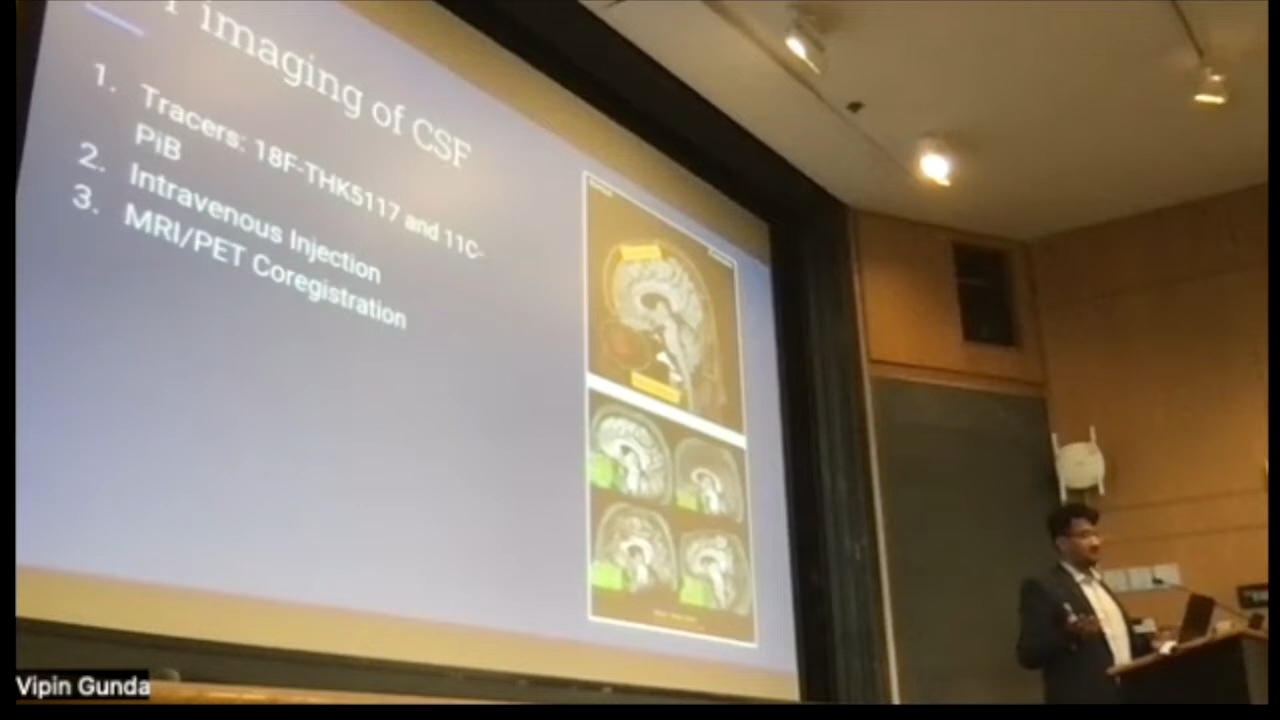 imaging of CSF
1. Tracers: 18F-THK5117 and 11C-
PiB
2. Intravenous Injection
3. MRI/PET Coregistration
Vipin Gunda